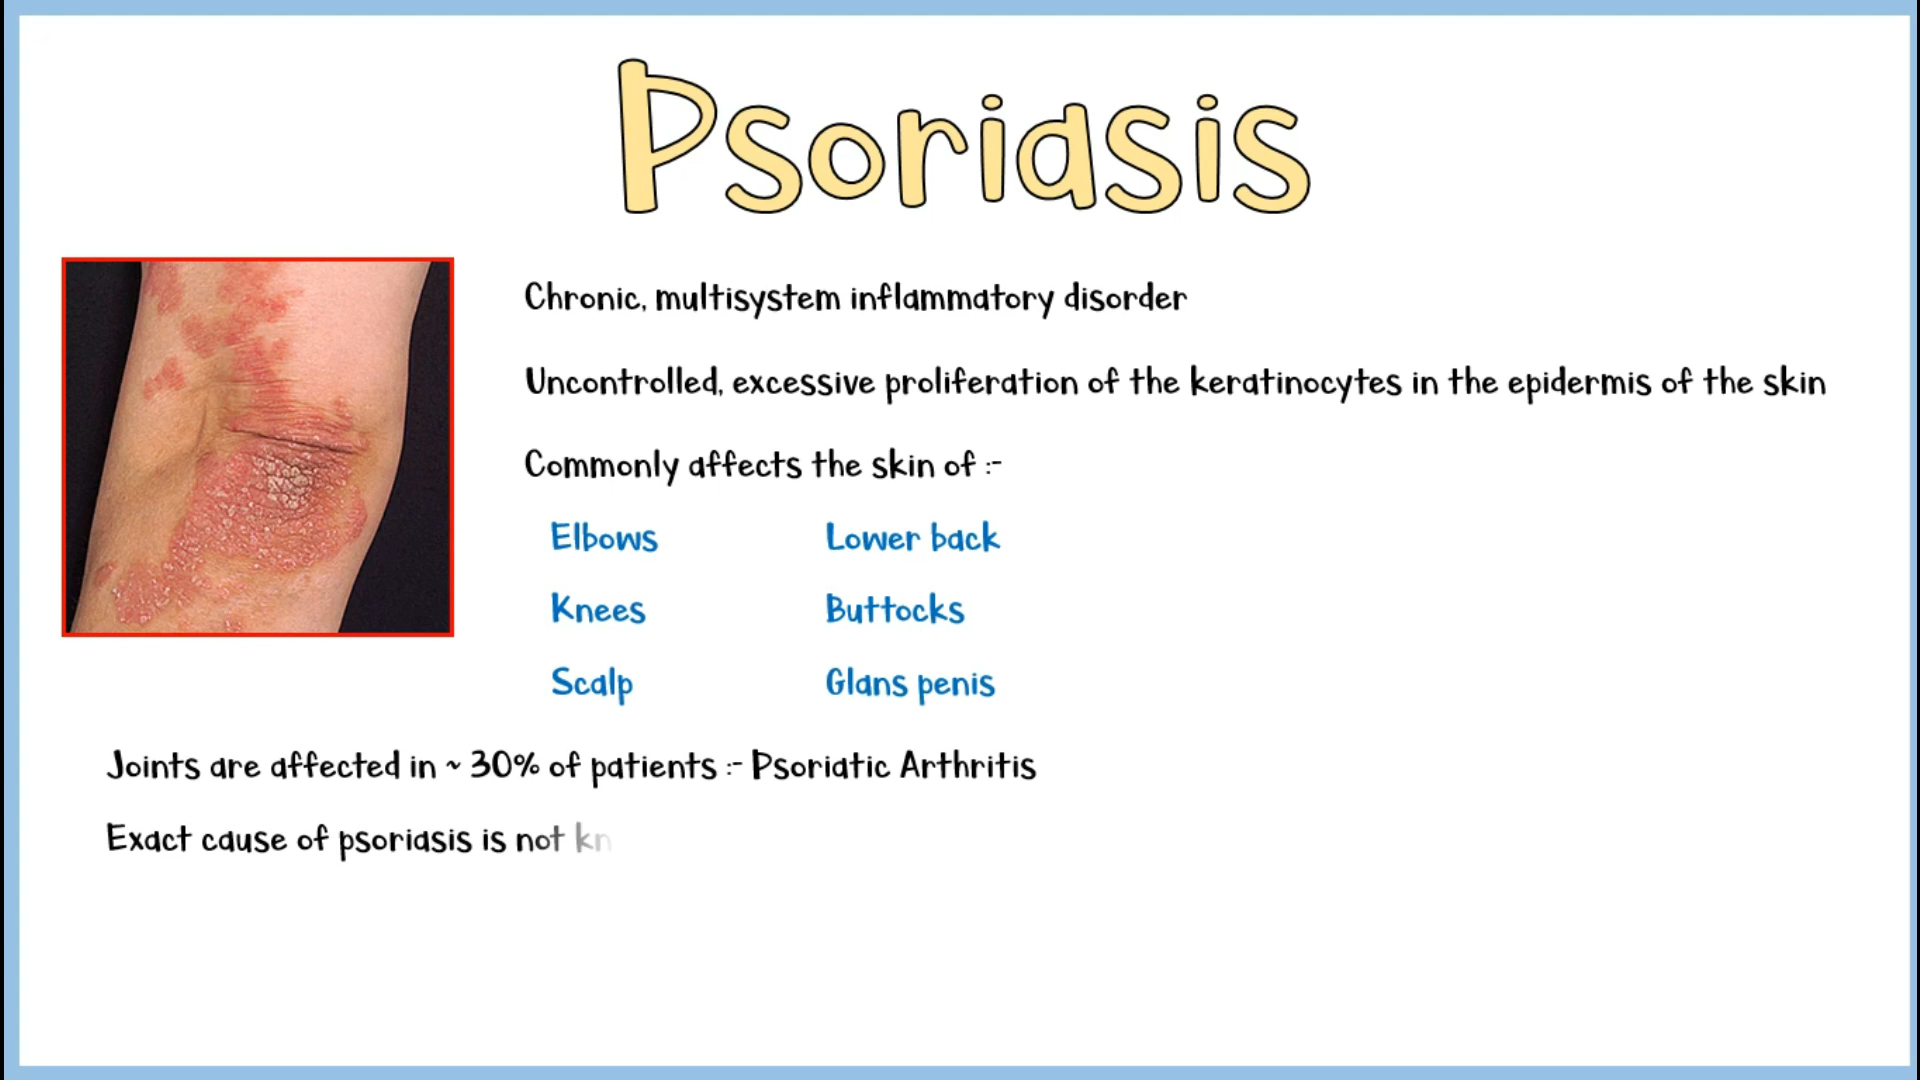 Psoriasis
Chronic, multisystem inflammatory disorder
Uncontrolled, excessive proliferation of the keratinocytes in the epidermis of the skin
Commonly affects the skin of :-
Elbows
Lower back
Knees
Buttocks
Scalp
Glans penis
Joints are affected in ~ 30% of patients :- Psoriatic Arthritis
Exact cause of psoriasis is not kn